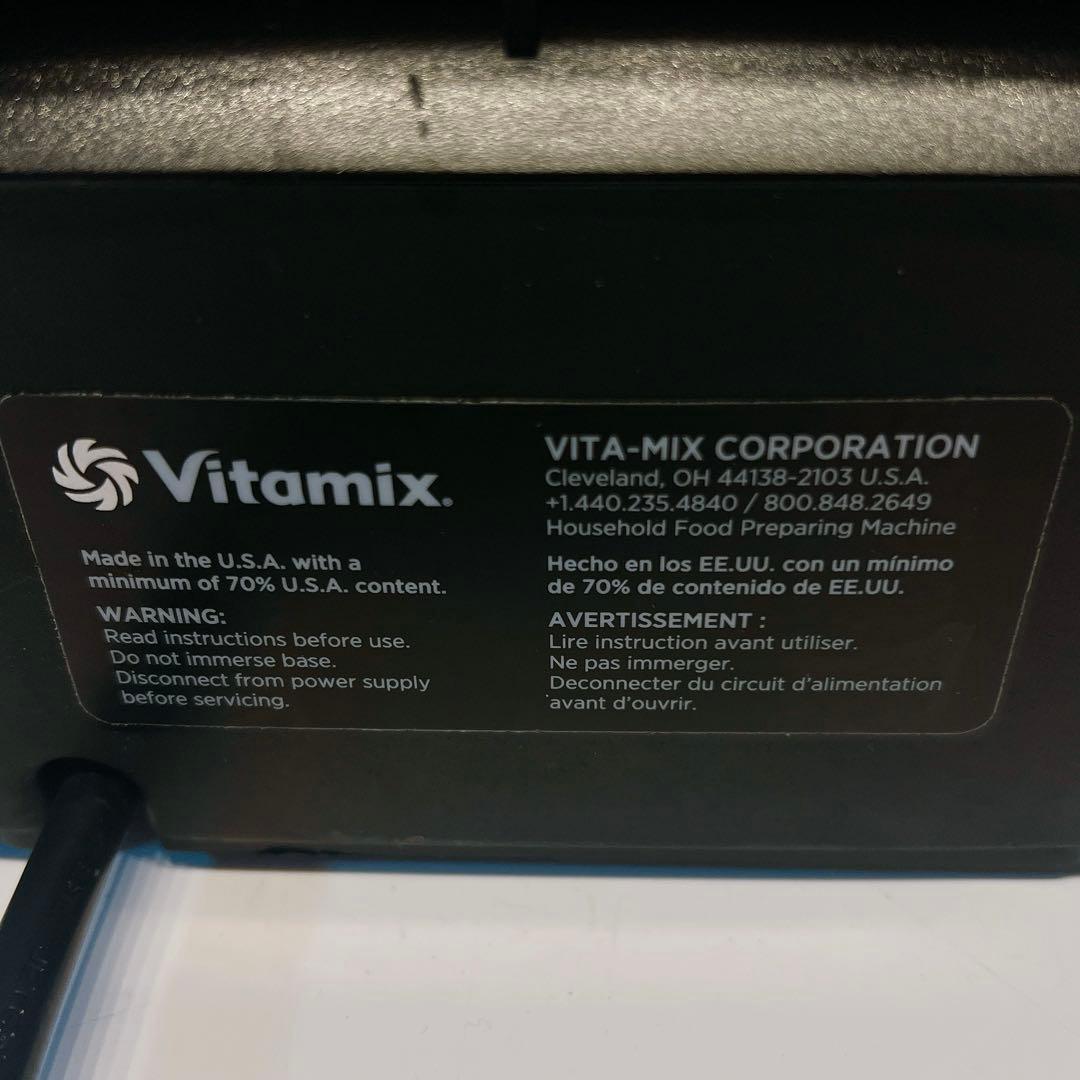 Vitamix.
Made in the U.S.A. with a
minimum of 70% U.S.A. content.
WARNING:
Read instructions before use.
Do not immerse base.
Disconnect from power supply
before servicing.
VITA-MIX CORPORATION
Cleveland, OH 44138-2103 U.S.A.
+1.440.235.4840 / 800.848.2649
Household Food Preparing Machine
Hecho en los EE.UU. con un mínimo
de 70% de contenido de EE.UU.
AVERTISSEMENT :
Lire instruction avant utiliser.
Ne pas immerger.
Deconnecter du circuit d'alimentation
avant d'ouvrir.